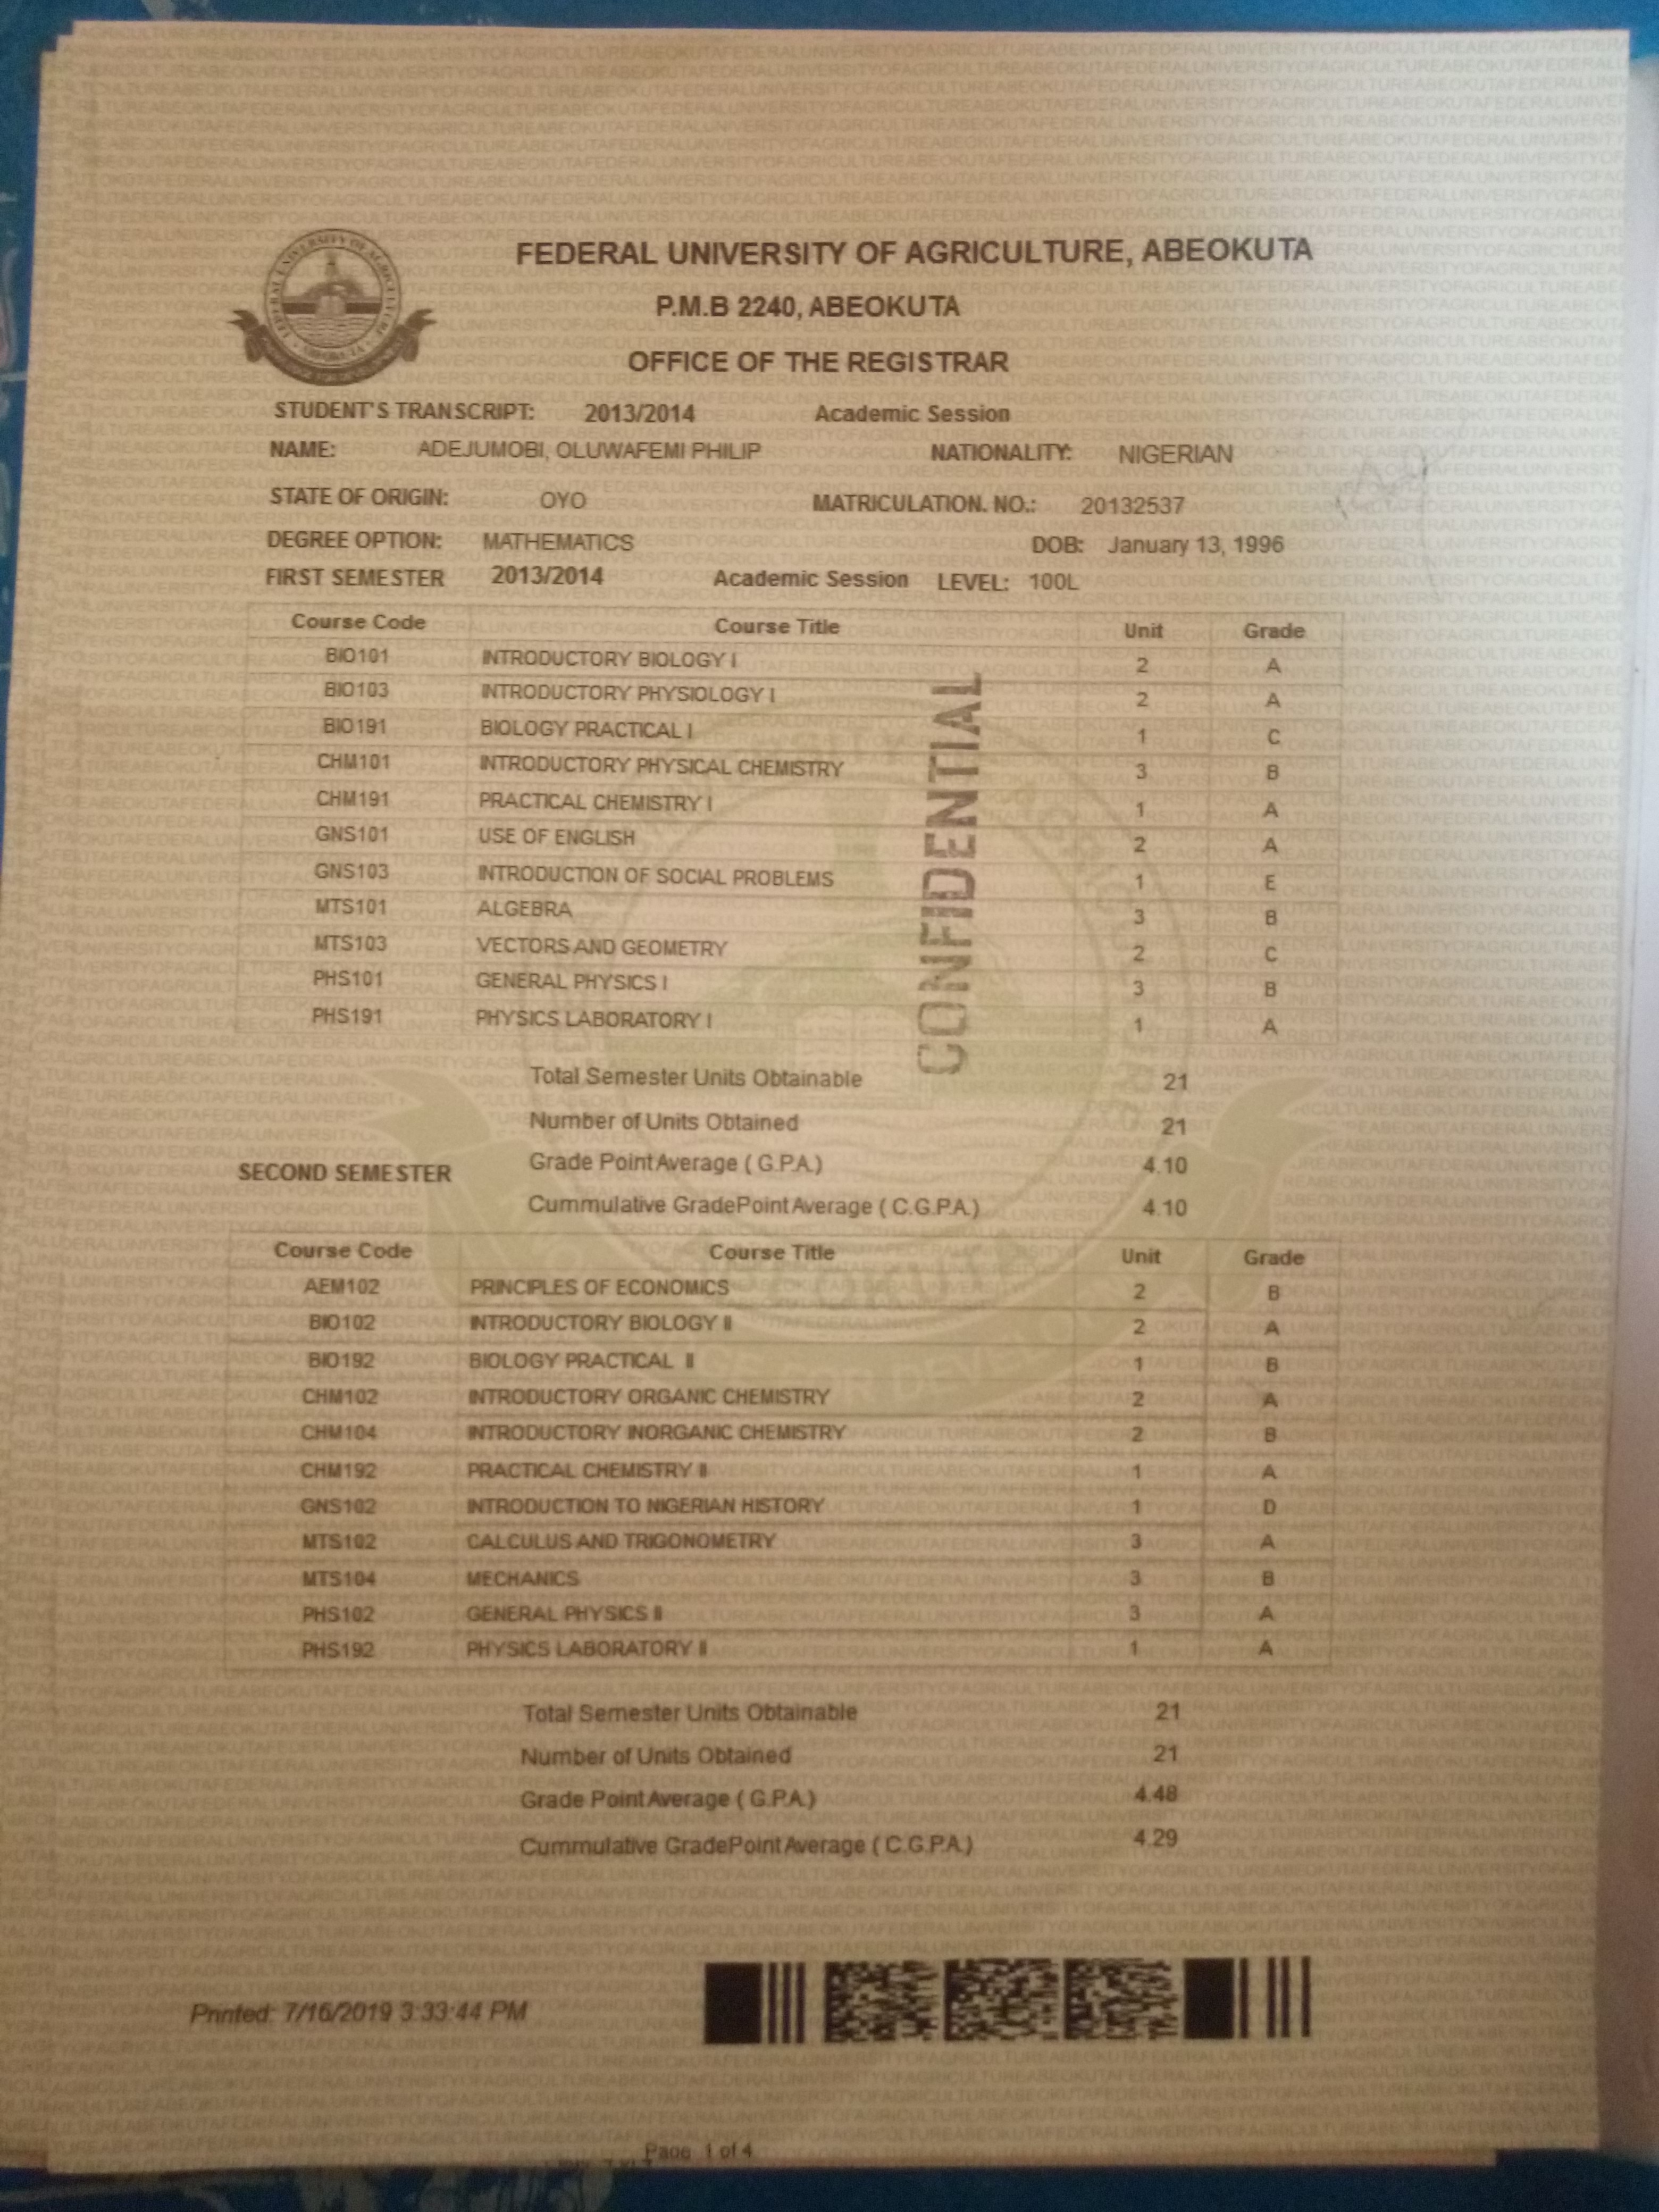 FEDERAL UNIVERSITY OF AGRICULTURE, ABEOKUTA
P.M.B 2240, ABEOKUTA
OFFICE OF THE REGISTRAR
STUDENT'S TRANSCRIPT: 2013/2014 Academic Session
NAME: ADEJUMOBI, OLUWAFEMI PHILIP NATIONALITY: NIGERIAN
STATE OF ORIGIN: OYO MATRICULATION. NO.: 20132537
DEGREE OPTION: MATHEMATICS DOB: January 13, 1996
FIRST SEMESTER 2013/2014 Academic Session LEVEL: 100L
Course Code Course Title Unit Grade
BIO101 INTRODUCTORY BIOLOGY I 2 A
BIO103 INTRODUCTORY PHYSIOLOGY I 2 A
BIO191 BIOLOGY PRACTICAL I 1 C
CHM101 INTRODUCTORY PHYSICAL CHEMISTRY 3 B
CHM191 PRACTICAL CHEMISTRY I 1 A
GNS101 USE OF ENGLISH 2 A
GNS103 INTRODUCTION OF SOCIAL PROBLEMS 1 E
MTS101 ALGEBRA 3 B
MTS103 VECTORS AND GEOMETRY 2 C
PHS101 GENERAL PHYSICS I 3 B
PHS191 PHYSICS LABORATORY I 1 A
CONFIDENTIAL
Total Semester Units Obtainable 21
Number of Units Obtained 21
Grade Point Average ( G.P.A.) 4.10
SECOND SEMESTER
Cummulative GradePoint Average ( C.G.P.A.) 4.10
Course Code Course Title Unit Grade
AEM102 PRINCIPLES OF ECONOMICS 2 B
BIO102 INTRODUCTORY BIOLOGY II 2 A
BIO192 BIOLOGY PRACTICAL II 1 B
CHM102 INTRODUCTORY ORGANIC CHEMISTRY 2 A
CHM104 INTRODUCTORY INORGANIC CHEMISTRY 2 B
CHM192 PRACTICAL CHEMISTRY II 1 A
GNS102 INTRODUCTION TO NIGERIAN HISTORY 1 D
MTS102 CALCULUS AND TRIGONOMETRY 3 A
MTS104 MECHANICS 3 B
PHS102 GENERAL PHYSICS II 3 A
PHS192 PHYSICS LABORATORY II 1 A
Total Semester Units Obtainable 21
Number of Units Obtained 21
Grade Point Average ( G.P.A.) 4.48
Cummulative GradePoint Average ( C.G.P.A.) 4.29
Printed: 7/16/2019 3:33:44 PM
Page 1 of 4